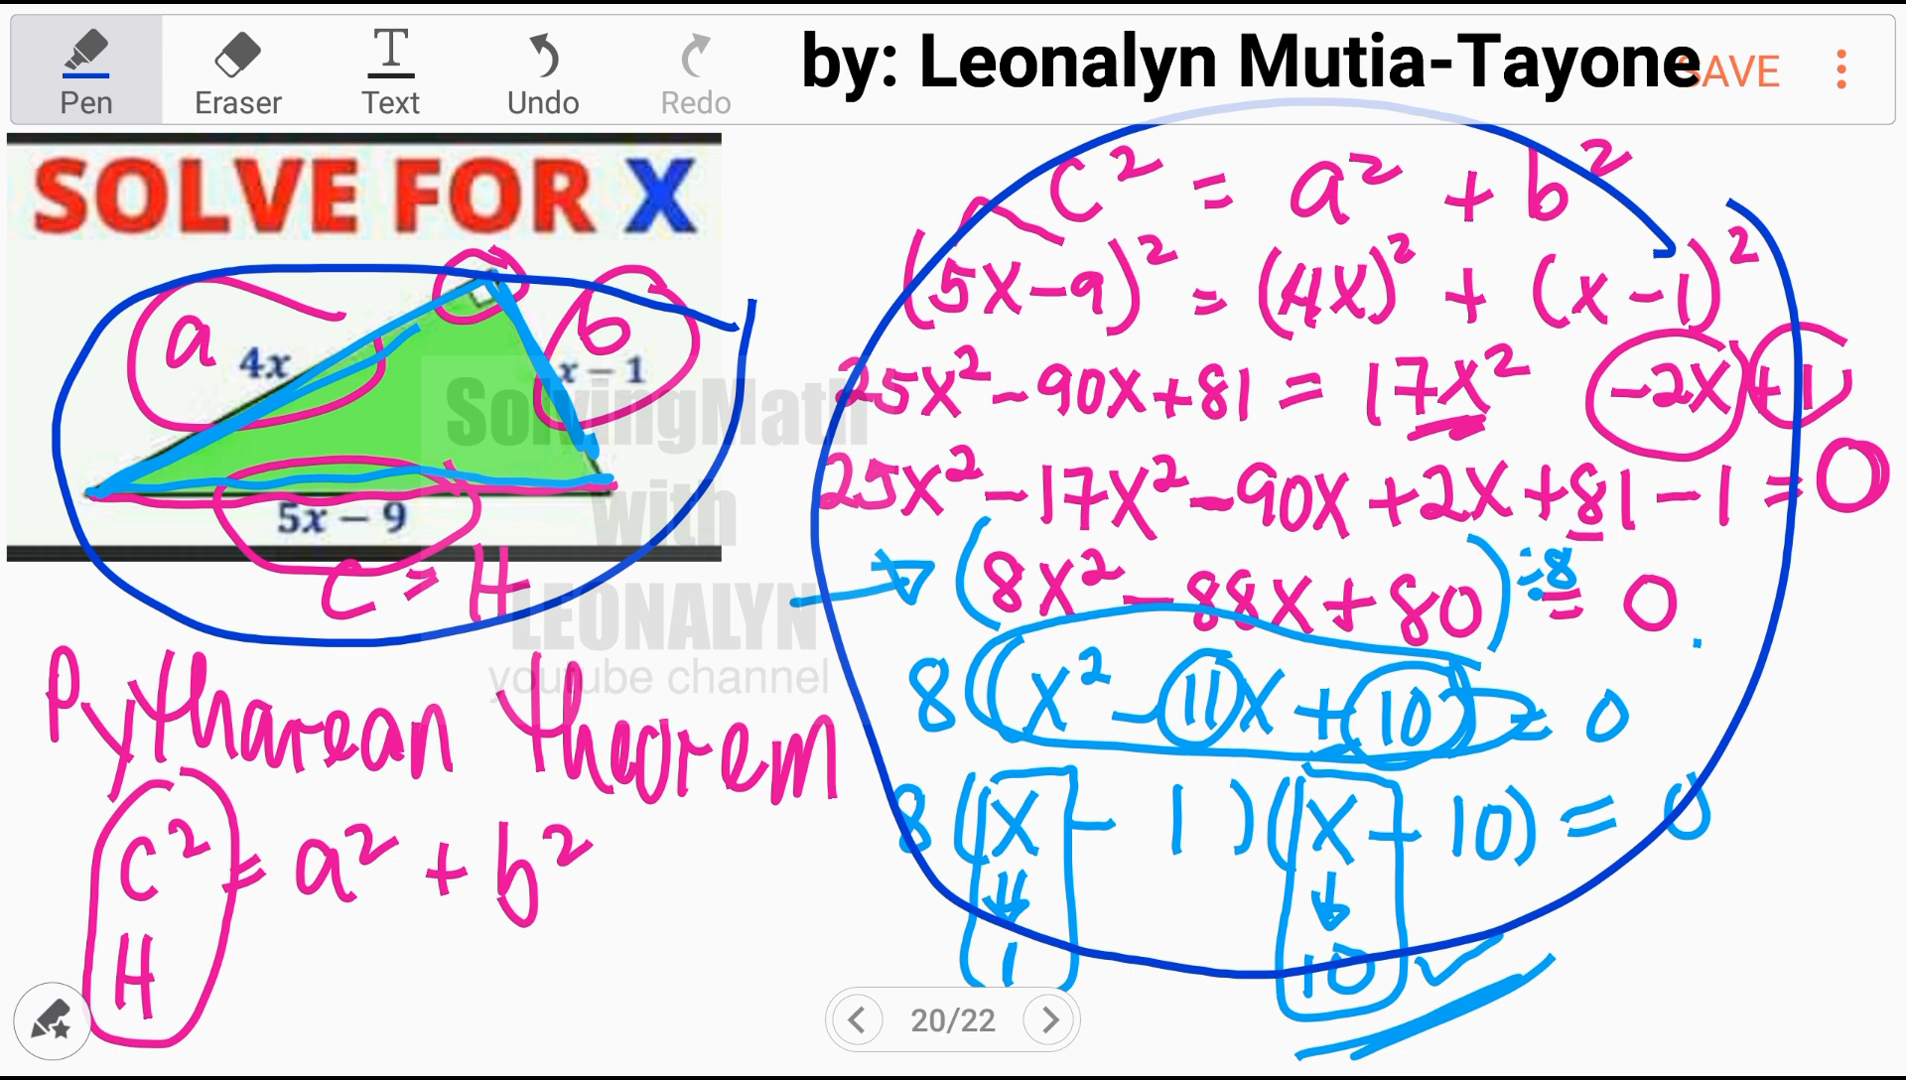 Pen
Eraser
Text
Undo
Redo
by: Leonalyn Mutia-Tayone
SAVE
SOLVE FOR X
a
4x
b
x − 1
5x − 9
C = H
SolvingMath
with
LEONALYN
youtube channel
Pytharean theorem
C² = a² + b²
H
C² = a² + b²
(5X−9)² = (4X)² + (x−1)²
25X²−90X+81 = 17X² −2X+1
25X²−17X²−90X+2X+81−1=0
(8X²−88X+80)÷8 = 0
8(X²−11X+10) = 0
8(X−1)(X−10) = 0
1 10
20/22